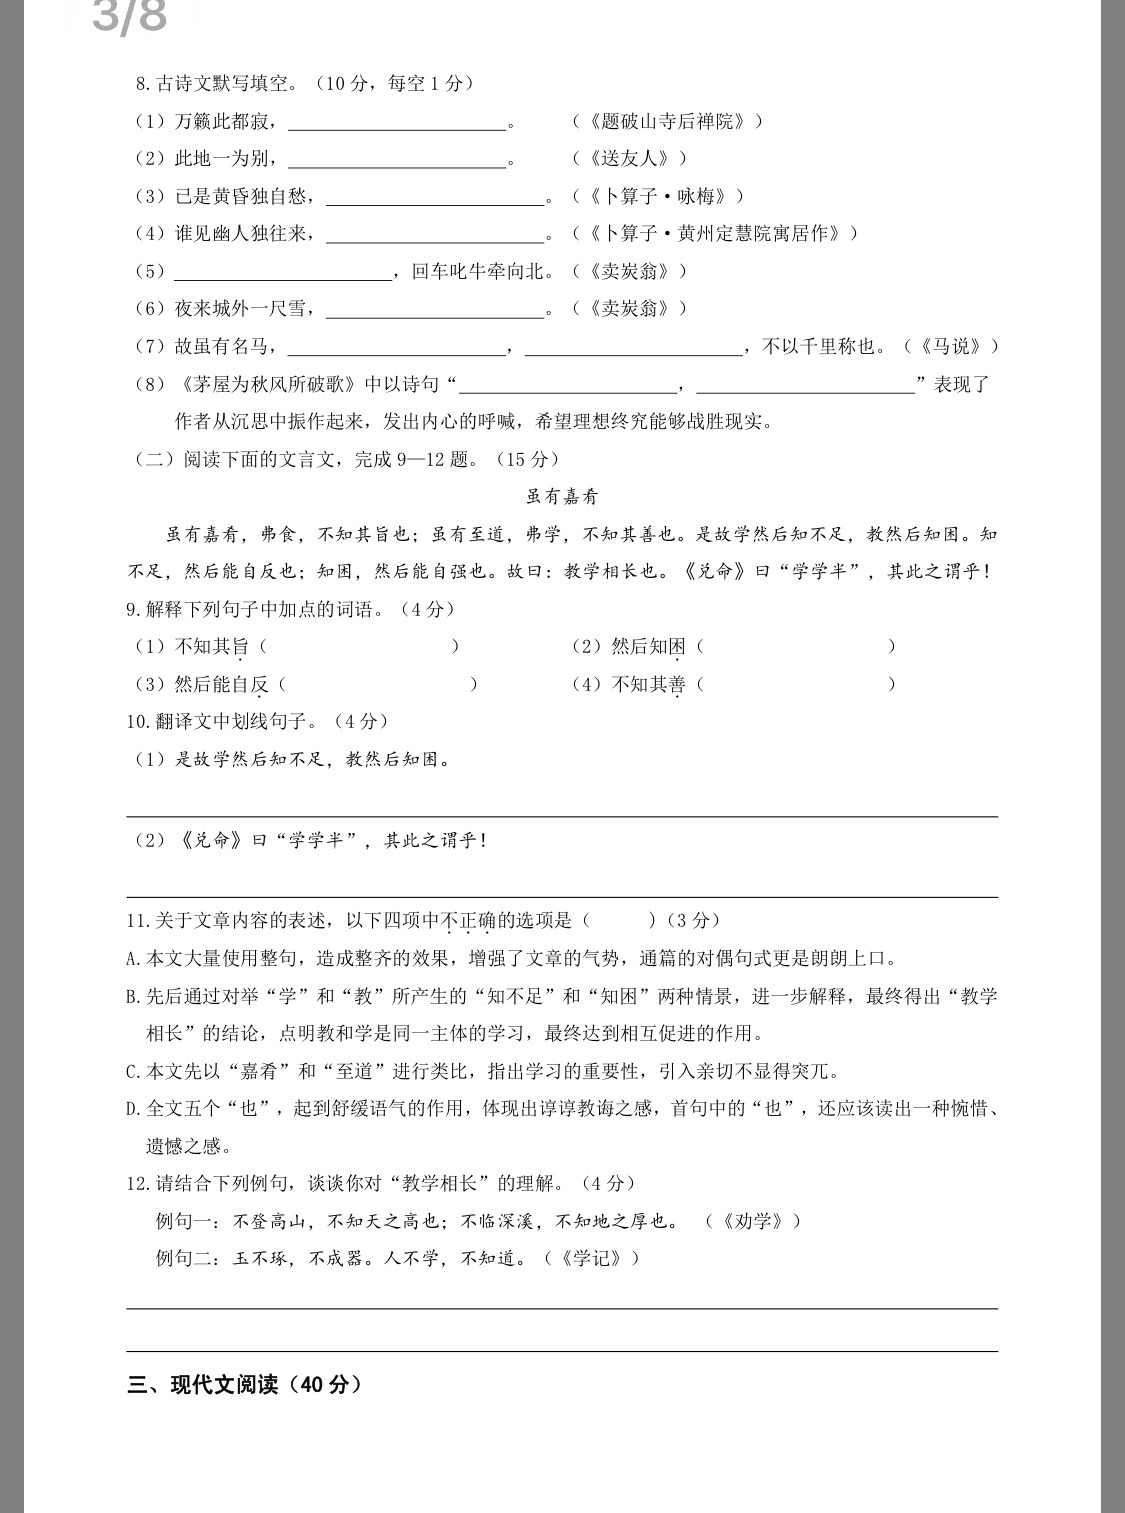 3/8
8.古诗文默写填空。（10 分，每空 1 分）
（1）万籁此都寂，____________________。 （《题破山寺后禅院》）
（2）此地一为别，____________________。 （《送友人》）
（3）已是黄昏独自愁，____________________。（《卜算子·咏梅》）
（4）谁见幽人独往来，____________________。（《卜算子·黄州定慧院寓居作》）
（5）____________________，回车叱牛牵向北。（《卖炭翁》）
（6）夜来城外一尺雪，____________________。（《卖炭翁》）
（7）故虽有名马，____________________，____________________，不以千里称也。（《马说》）
（8）《茅屋为秋风所破歌》中以诗句“____________________，____________________”表现了
作者从沉思中振作起来，发出内心的呼喊，希望理想终究能够战胜现实。
（二）阅读下面的文言文，完成 9—12 题。（15 分）
虽有嘉肴
虽有嘉肴，弗食，不知其旨也；虽有至道，弗学，不知其善也。是故学然后知不足，教然后知困。知
不足，然后能自反也；知困，然后能自强也。故曰：教学相长也。《兑命》曰“学学半”，其此之谓乎！
9.解释下列句子中加点的词语。（4 分）
（1）不知其旨（ ） （2）然后知困（ ）
（3）然后能自反（ ） （4）不知其善（ ）
10.翻译文中划线句子。（4 分）
（1）是故学然后知不足，教然后知困。
（2）《兑命》曰“学学半”，其此之谓乎！
11.关于文章内容的表述，以下四项中不正确的选项是（ )（3 分）
A.本文大量使用整句，造成整齐的效果，增强了文章的气势，通篇的对偶句式更是朗朗上口。
B.先后通过对举“学”和“教”所产生的“知不足”和“知困”两种情景，进一步解释，最终得出“教学
相长”的结论，点明教和学是同一主体的学习，最终达到相互促进的作用。
C.本文先以“嘉肴”和“至道”进行类比，指出学习的重要性，引入亲切不显得突兀。
D.全文五个“也”，起到舒缓语气的作用，体现出谆谆教诲之感，首句中的“也”，还应该读出一种惋惜、
遗憾之感。
12.请结合下列例句，谈谈你对“教学相长”的理解。（4 分）
例句一：不登高山，不知天之高也；不临深溪，不知地之厚也。 （《劝学》）
例句二：玉不琢，不成器。人不学，不知道。（《学记》）
三、现代文阅读（40 分）